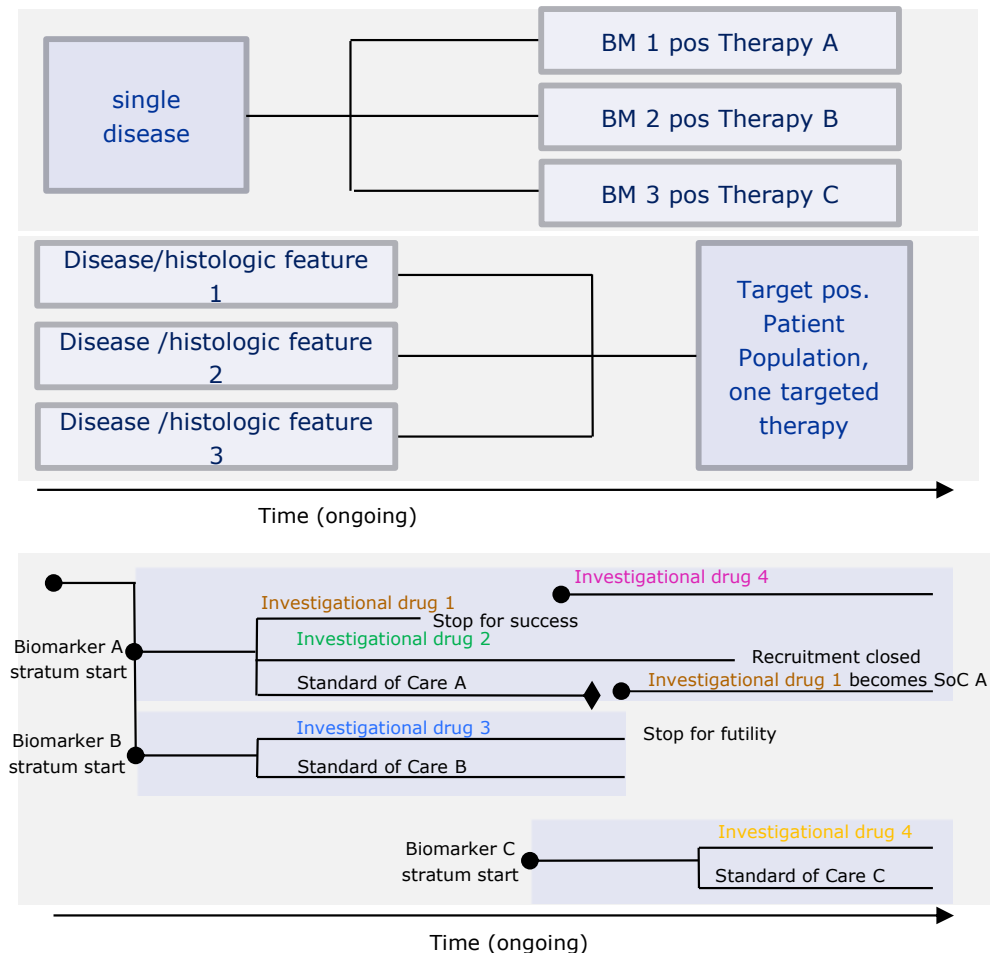 single
disease
BM 1 pos Therapy A
BM 2 pos Therapy B
BM 3 pos Therapy C
Disease/histologic feature
1
Disease /histologic feature
2
Disease /histologic feature
3
Target pos.
Patient
Population,
one targeted
therapy
Time (ongoing)
Investigational drug 4
Investigational drug 1
Stop for success
Investigational drug 2
Biomarker A
stratum start
Recruitment closed
Standard of Care A
Investigational drug 1 becomes SoC A
Investigational drug 3
Stop for futility
Biomarker B
stratum start
Standard of Care B
Investigational drug 4
Biomarker C
stratum start
Standard of Care C
Time (ongoing)